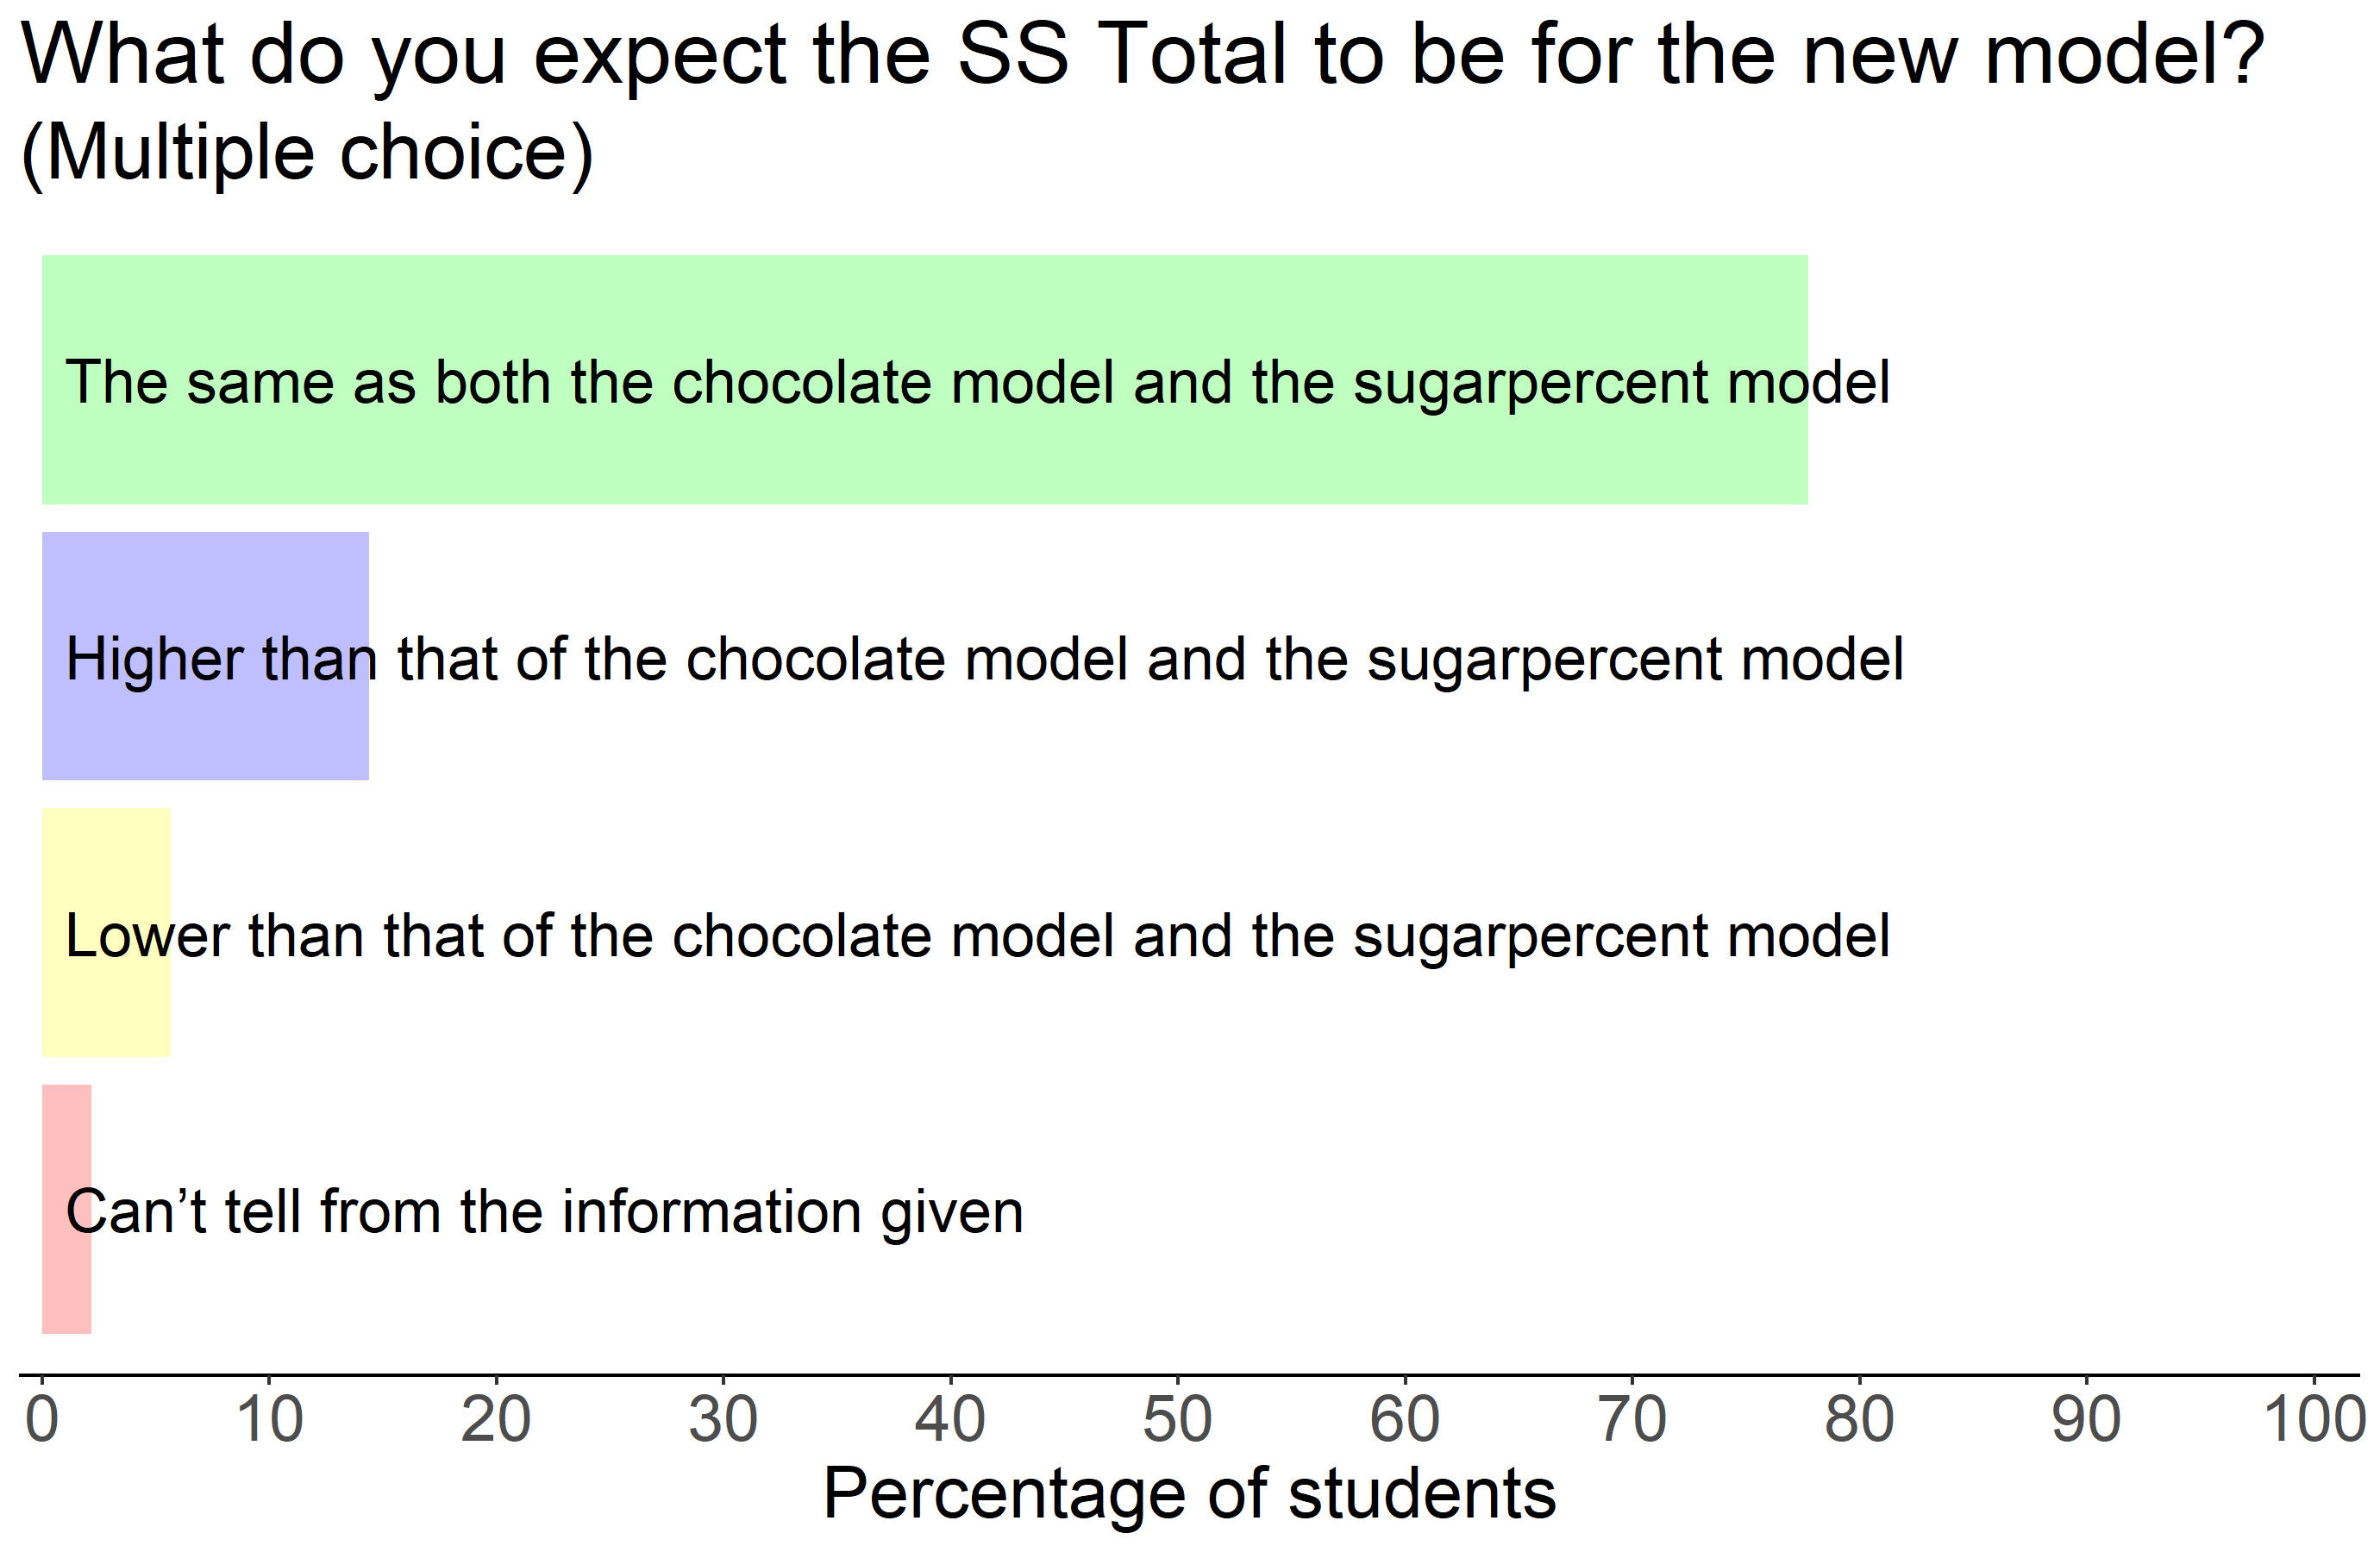 What do you expect the SS Total to be for the new model?
(Multiple choice)
The same as both the chocolate model and the sugarpercent model
Higher than that of the chocolate model and the sugarpercent model
Lower than that of the chocolate model and the sugarpercent model
Can’t tell from the information given
0 10 20 30 40 50 60 70 80 90 100
Percentage of students